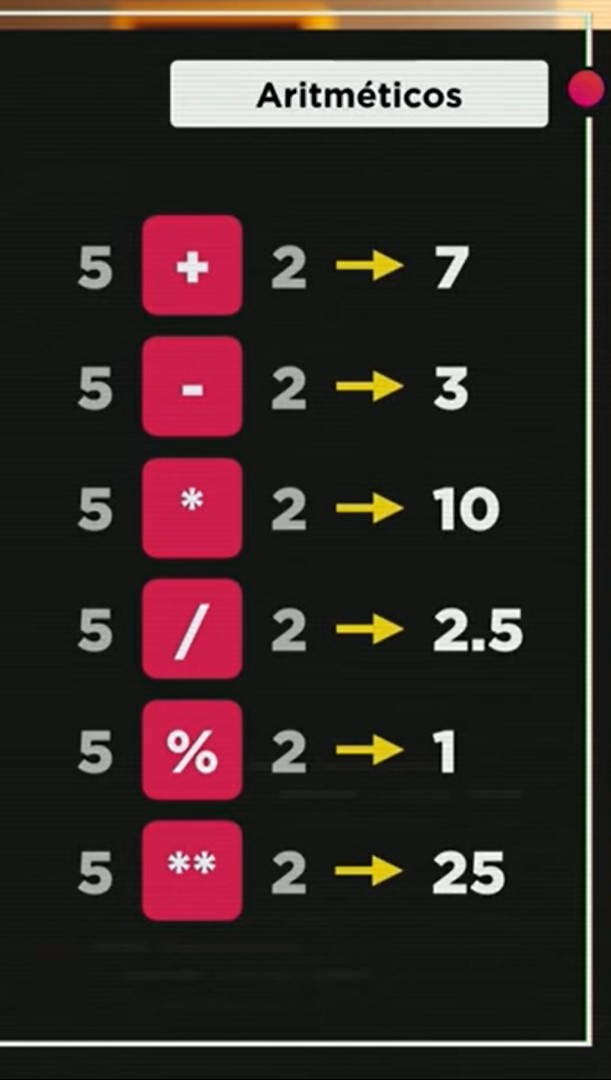 Aritméticos
5 + 2 → 7
5 - 2 → 3
5 * 2 → 10
5 / 2 → 2.5
5 % 2 → 1
5 ** 2 → 25